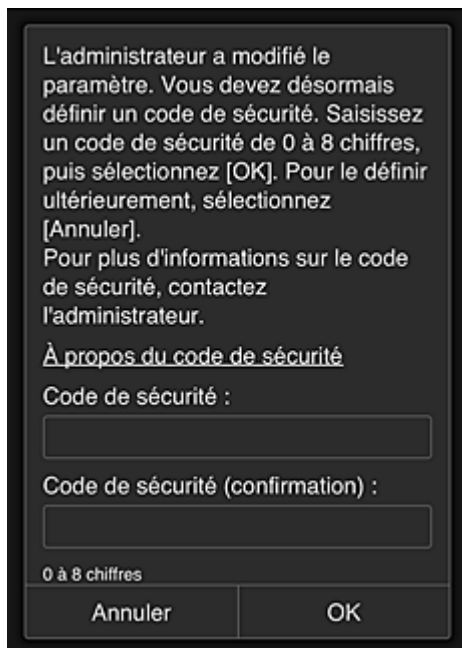 L'administrateur a modifié le
paramètre. Vous devez désormais
définir un code de sécurité. Saisissez
un code de sécurité de 0 à 8 chiffres,
puis sélectionnez [OK]. Pour le définir
ultérieurement, sélectionnez
[Annuler].
Pour plus d'informations sur le code
de sécurité, contactez
l'administrateur.
À propos du code de sécurité
Code de sécurité :
Code de sécurité (confirmation) :
0 à 8 chiffres
Annuler OK